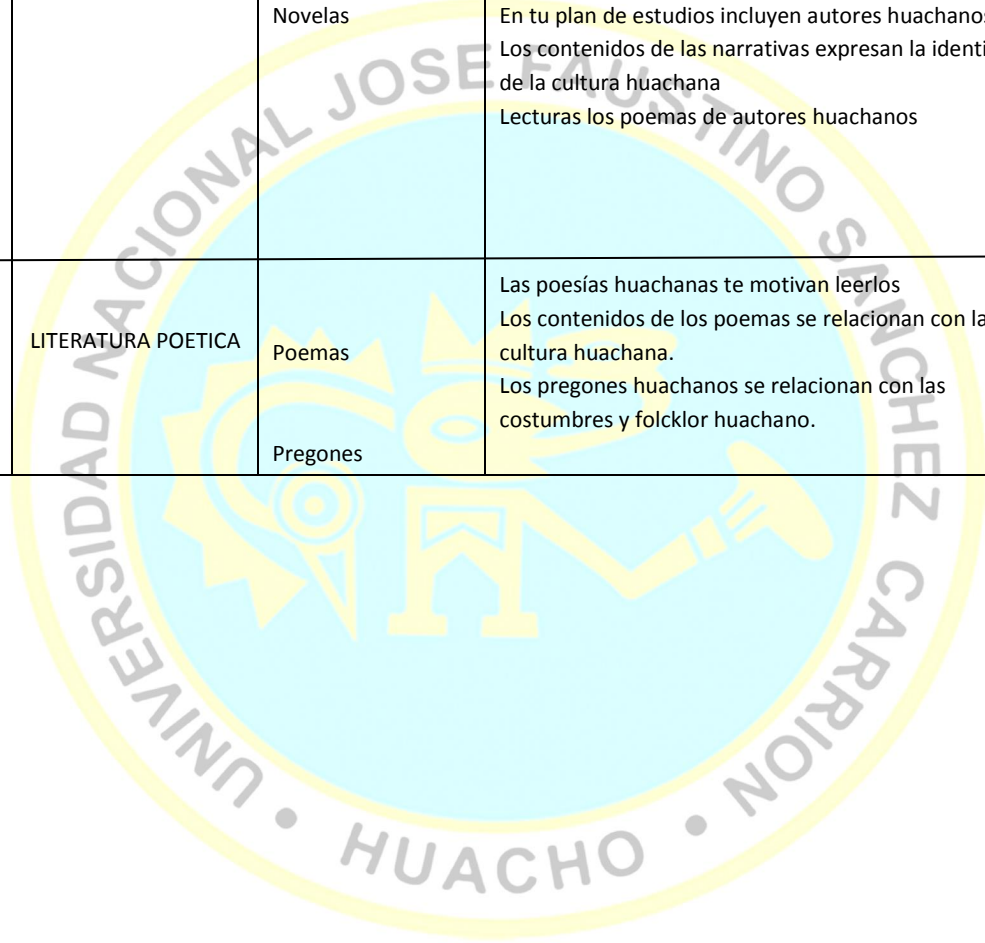 Novelas
En tu plan de estudios incluyen autores huachanos
Los contenidos de las narrativas expresan la
de la cultura huachana
Lecturas los poemas de autores huachanos
LITERATURA POETICA
Poemas
Pregones
Las poesías huachanas te motivan leerlos
Los contenidos de los poemas se relacionan con la
cultura huachana.
Los pregones huachanos se relacionan con las
costumbres y folcklor huachano.
UNIVERSIDAD NACIONAL JOSE FAUSTINO SANCHEZ CARRION
• HUACHO •